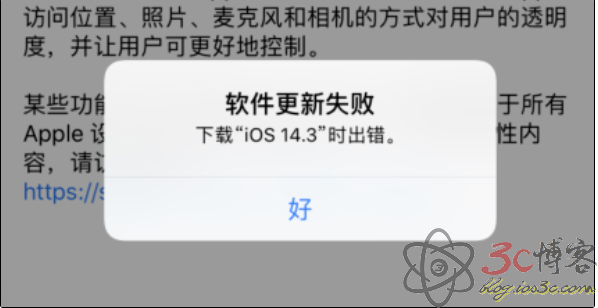 访问位置、照片、麦克风和相机的方式对用户的透明
度，并让用户可更好地控制。
某些功能
于所有
Apple 设
性内
容，请访
https://s
软件更新失败
下载“iOS 14.3”时出错。
好
3c博客
blog.ios3c.com